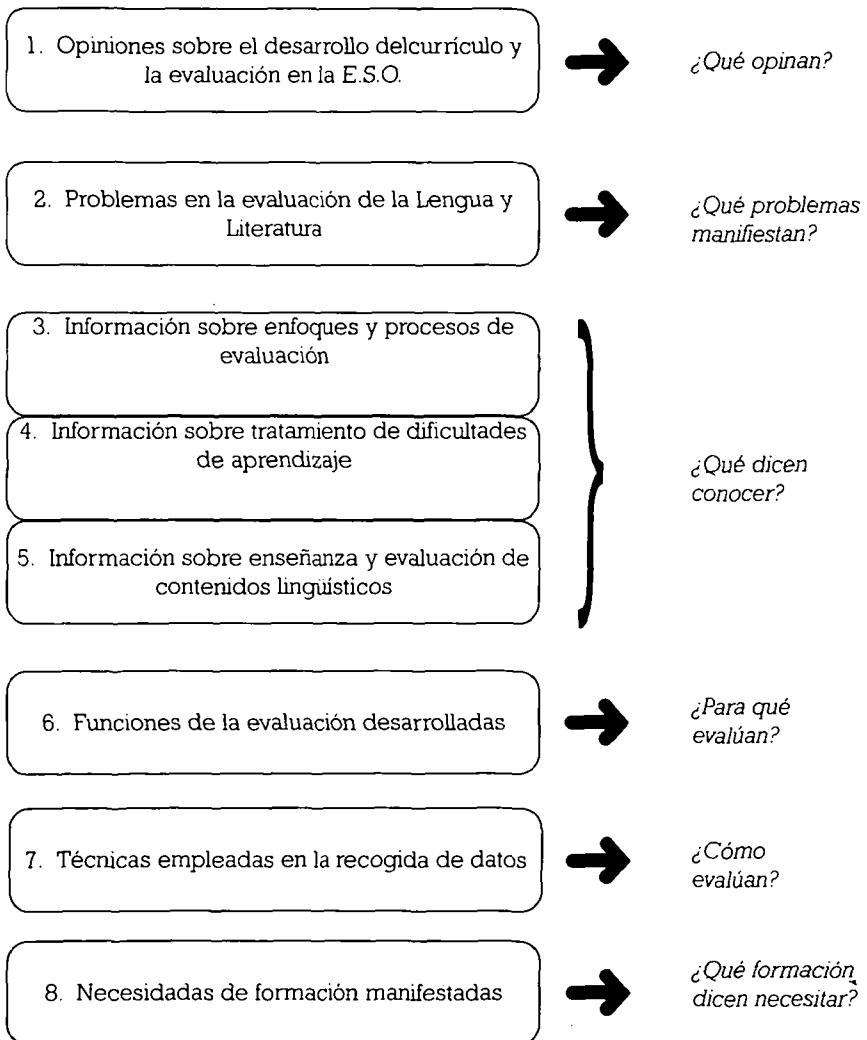 1. Opiniones sobre el desarrollo delcurrículo y
la evaluación en la E.S.O.
¿Qué opinan?
2. Problemas en la evaluación de la Lengua y
Literatura
¿Qué problemas
manifiestan?
3. Información sobre enfoques y procesos de
evaluación
4. Información sobre tratamiento de dificultades
de aprendizaje
5. Información sobre enseñanza y evaluación de
contenidos lingüísticos
¿Qué dicen
conocer?
6. Funciones de la evaluación desarrolladas
¿Para qué
evalúan?
7. Técnicas empleadas en la recogida de datos
¿Cómo
evalúan?
8. Necesidadas de formación manifestadas
¿Qué formación
dicen necesitar?